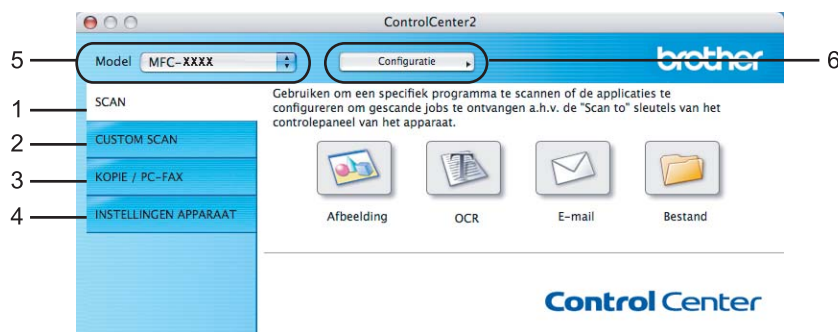 ControlCenter2
5 Model MFC-XXXX Configuratie brother 6
1 SCAN
Gebruiken om een specifiek programma te scannen of de applicaties te
configureren om gescande jobs te ontvangen a.h.v. de "Scan to" sleutels van het
controlepaneel van het apparaat.
2 CUSTOM SCAN
3 KOPIE / PC-FAX
4 INSTELLINGEN APPARAAT
Afbeelding OCR E-mail Bestand
Control Center